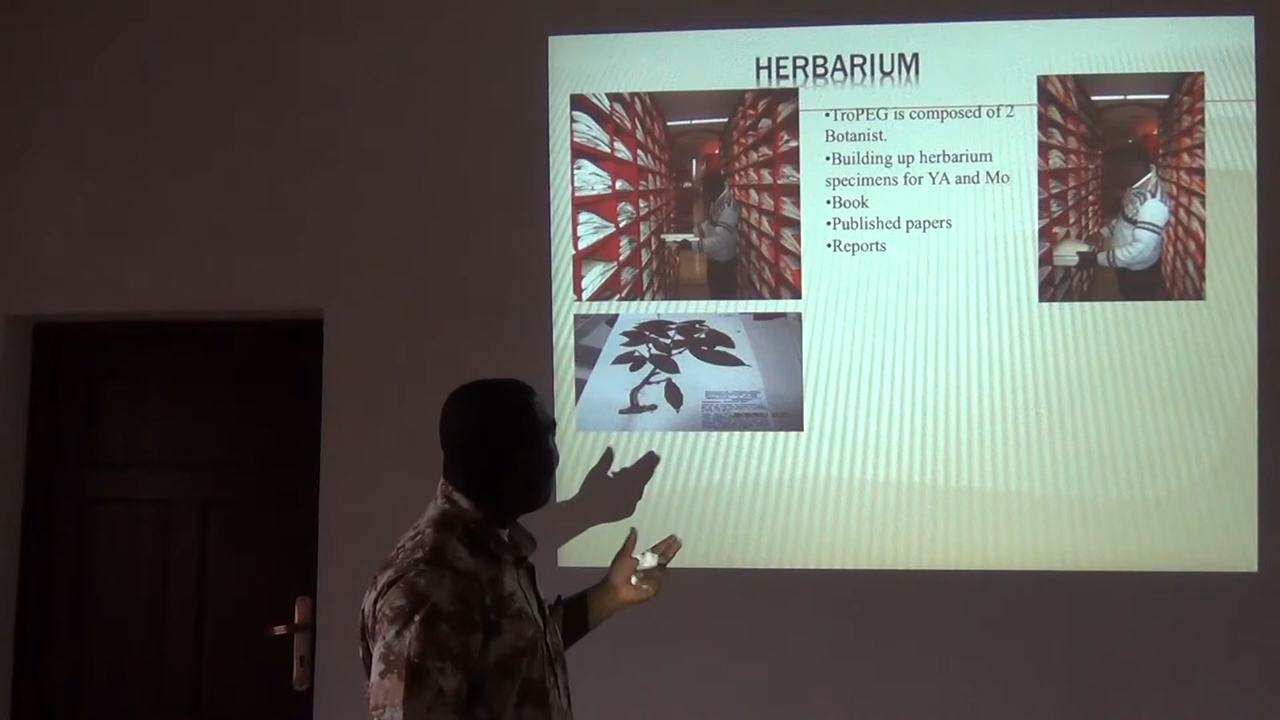 HERBARIUM
•TroPEG is composed of 2
Botanist.
•Building up herbarium
specimens for YA and Mo
•Book
•Published papers
•Reports